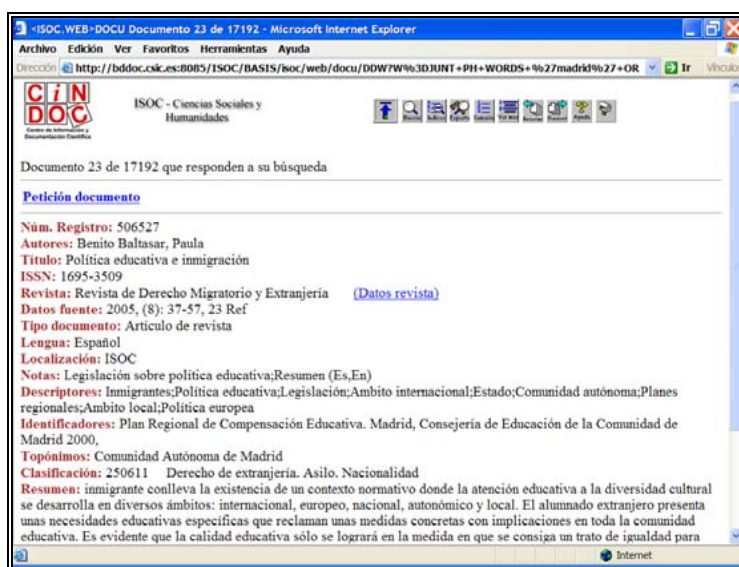 <ISOC.WEB>DOCU Documento 23 de 17192 - Microsoft Internet Explorer
Archivo Edición Ver Favoritos Herramientas Ayuda
Dirección http://bddoc.csic.es:8085/ISOC/BASIS/isoc/web/docu/DDW?W%3DJUNT+PH+WORDS+%27madrid%27+OR Ir Vínculos
CiN
DOC
Centro de Información y
Documentación Científica
ISOC - Ciencias Sociales y
Humanidades
Documento 23 de 17192 que responden a su búsqueda
Petición documento
Núm. Registro: 506527
Autores: Benito Baltasar, Paula
Título: Política educativa e inmigración
ISSN: 1695-3509
Revista: Revista de Derecho Migratorio y Extranjería (Datos revista)
Datos fuente: 2005, (8): 37-57, 23 Ref
Tipo documento: Artículo de revista
Lengua: Español
Localización: ISOC
Notas: Legislación sobre política educativa;Resumen (Es,En)
Descriptores: Inmigrantes;Política educativa;Legislación;Ambito internacional;Estado;Comunidad autónoma;Planes
regionales;Ambito local;Política europea
Identificadores: Plan Regional de Compensación Educativa. Madrid, Consejería de Educación de la Comunidad de
Madrid 2000,
Topónimos: Comunidad Autónoma de Madrid
Clasificación: 250611 Derecho de extranjería. Asilo. Nacionalidad
Resumen: inmigrante conlleva la existencia de un contexto normativo donde la atención educativa a la diversidad cultural
se desarrolla en diversos ámbitos: internacional, europeo, nacional, autonómico y local. El alumnado extranjero presenta
unas necesidades educativas específicas que reclaman unas medidas concretas con implicaciones en toda la comunidad
educativa. Es evidente que la calidad educativa sólo se logrará en la medida en que se consiga un trato de igualdad para
Internet